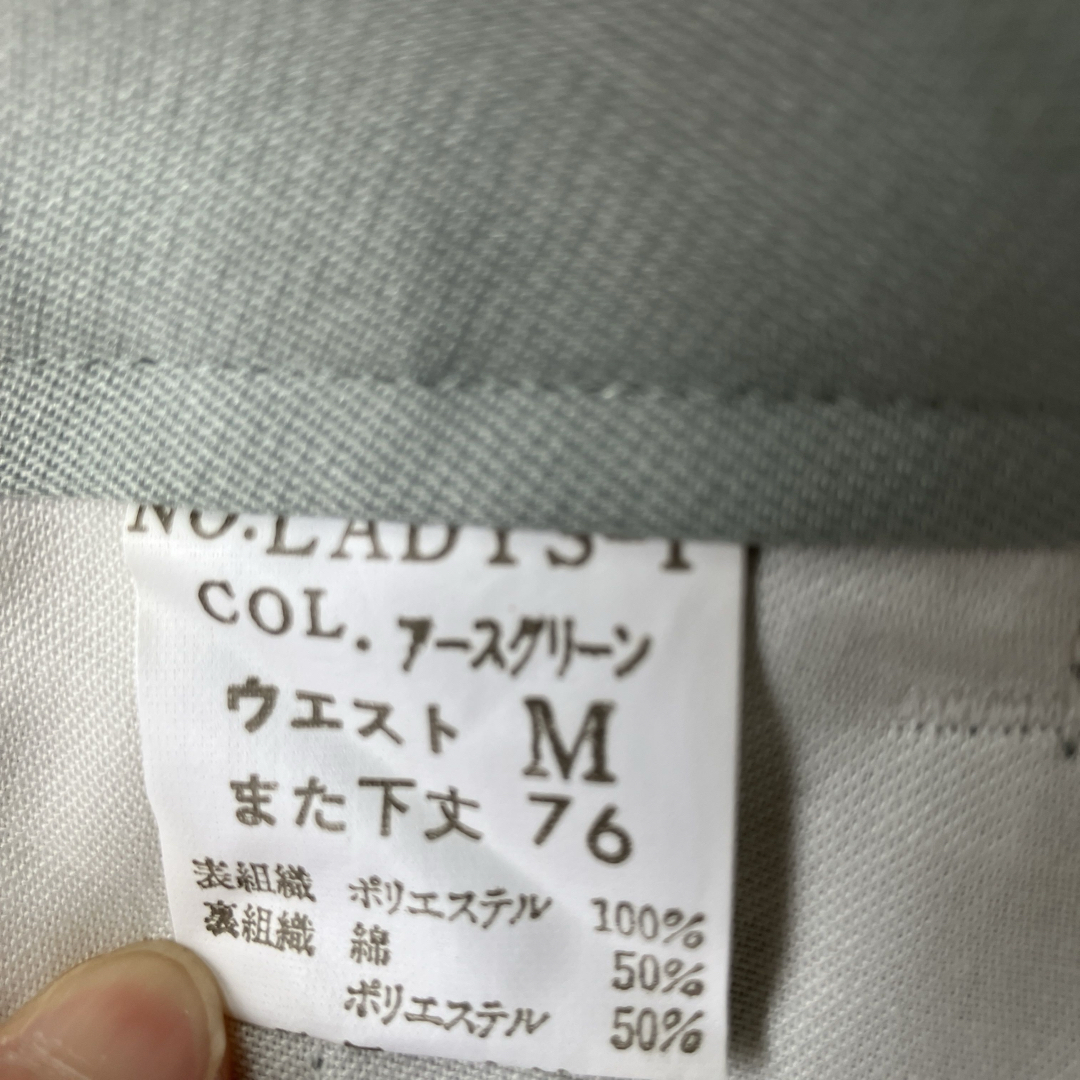 NO.LADYS-1
COL.アースグリーン
ウエスト M
また下丈 76
表組織 ポリエステル 100%
裏組織 綿 50%
ポリエステル 50%